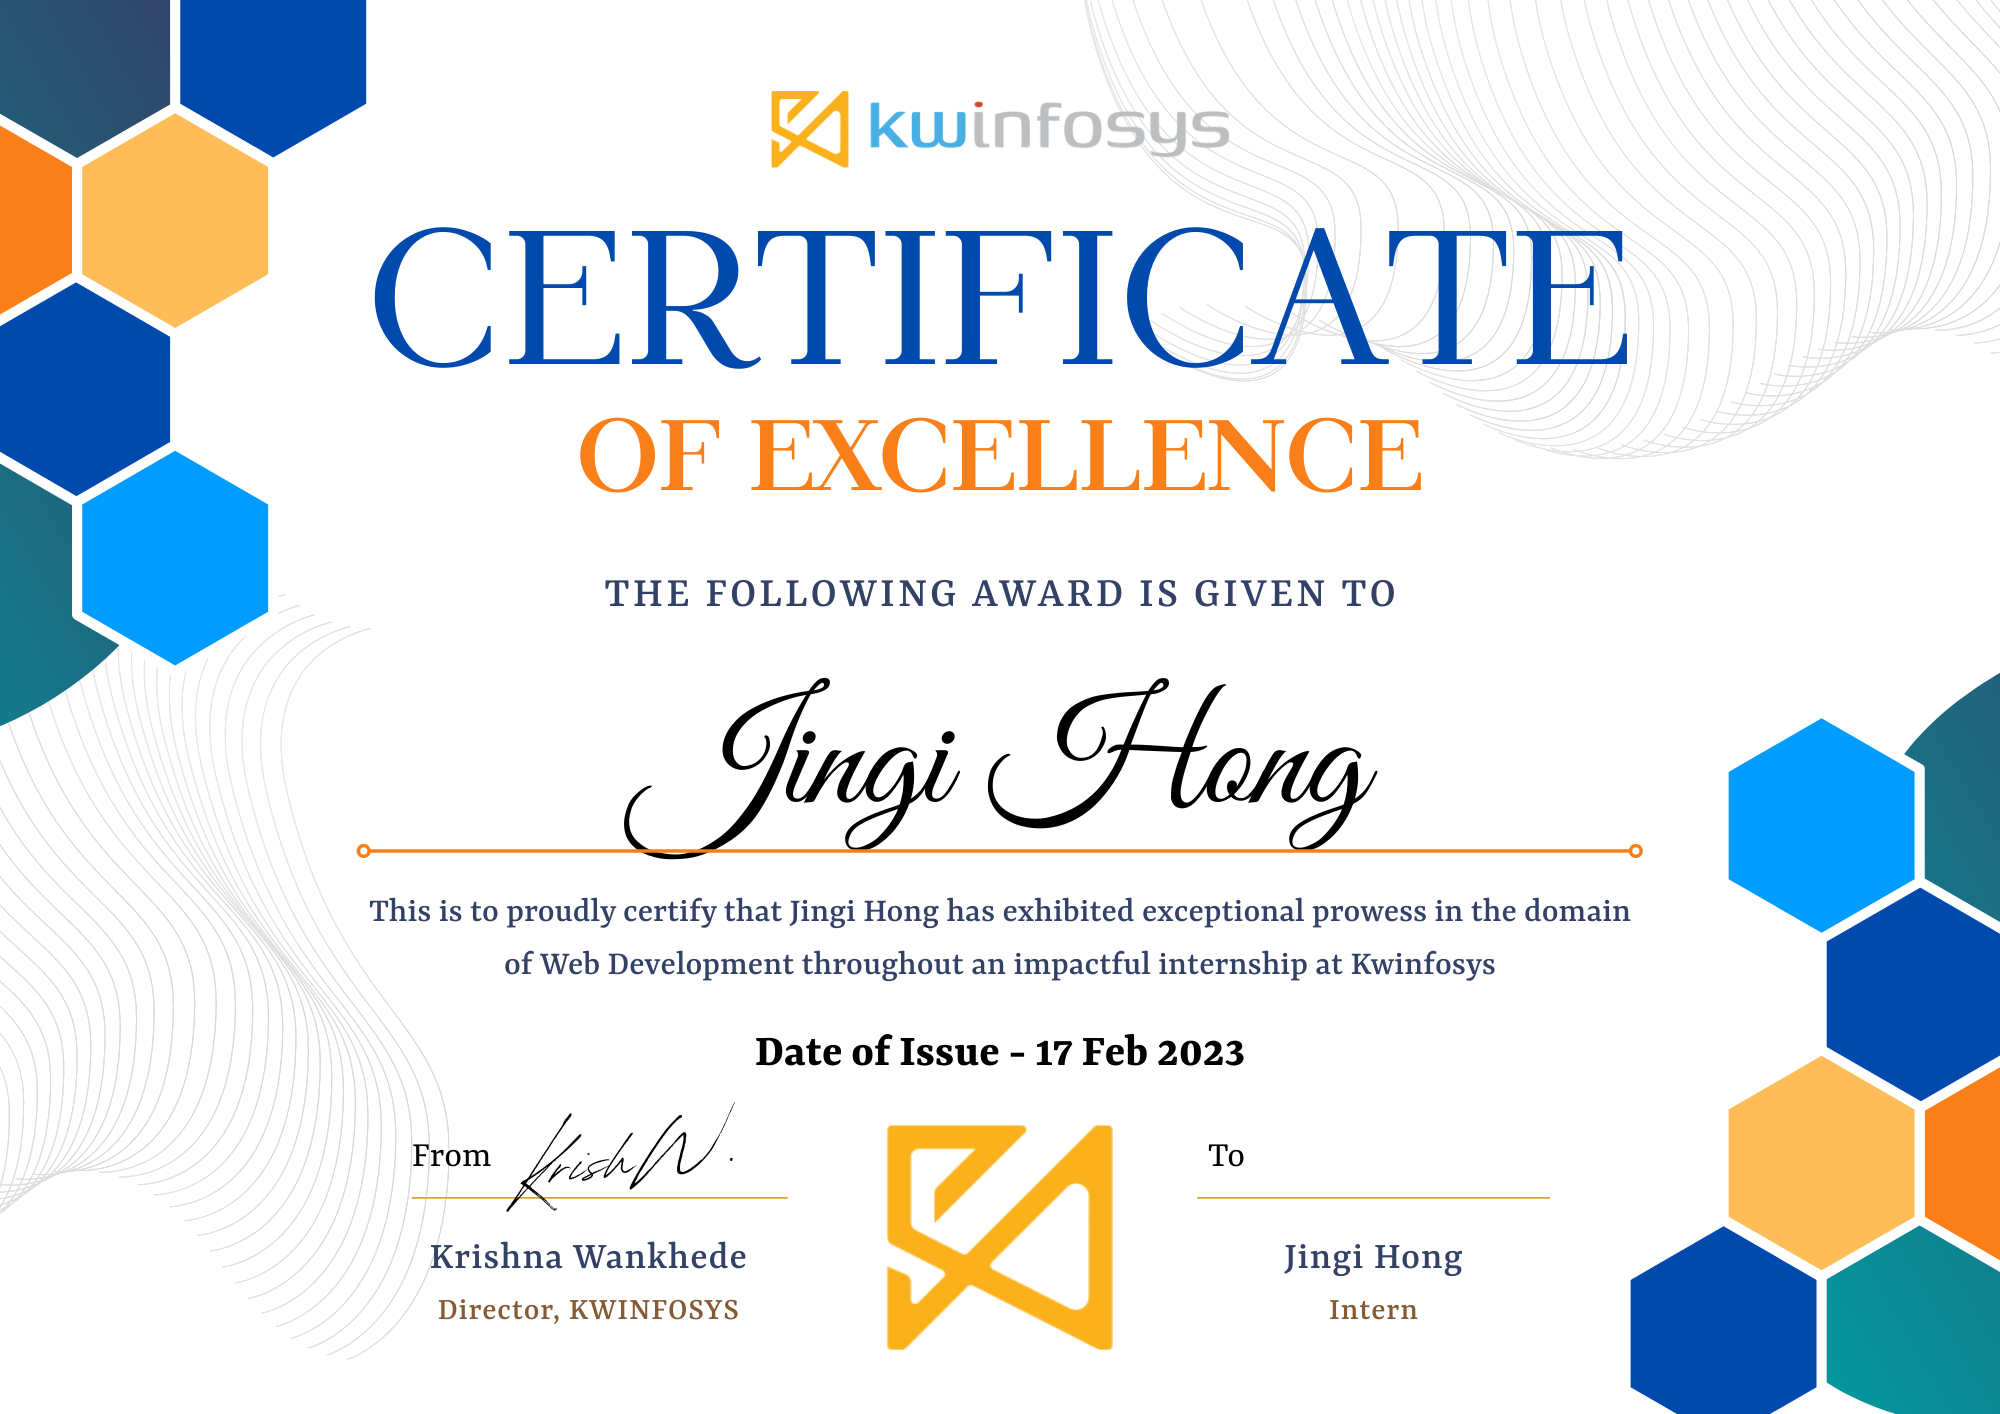 kwinfosys
CERTIFICATE
OF EXCELLENCE
THE FOLLOWING AWARD IS GIVEN TO
Jingi Hong
This is to proudly certify that Jingi Hong has exhibited exceptional prowess in the domain
of Web Development throughout an impactful internship at Kwinfosys
Date of Issue - 17 Feb 2023
From KrishW.
To
Krishna Wankhede
Jingi Hong
Director, KWINFOSYS
Intern